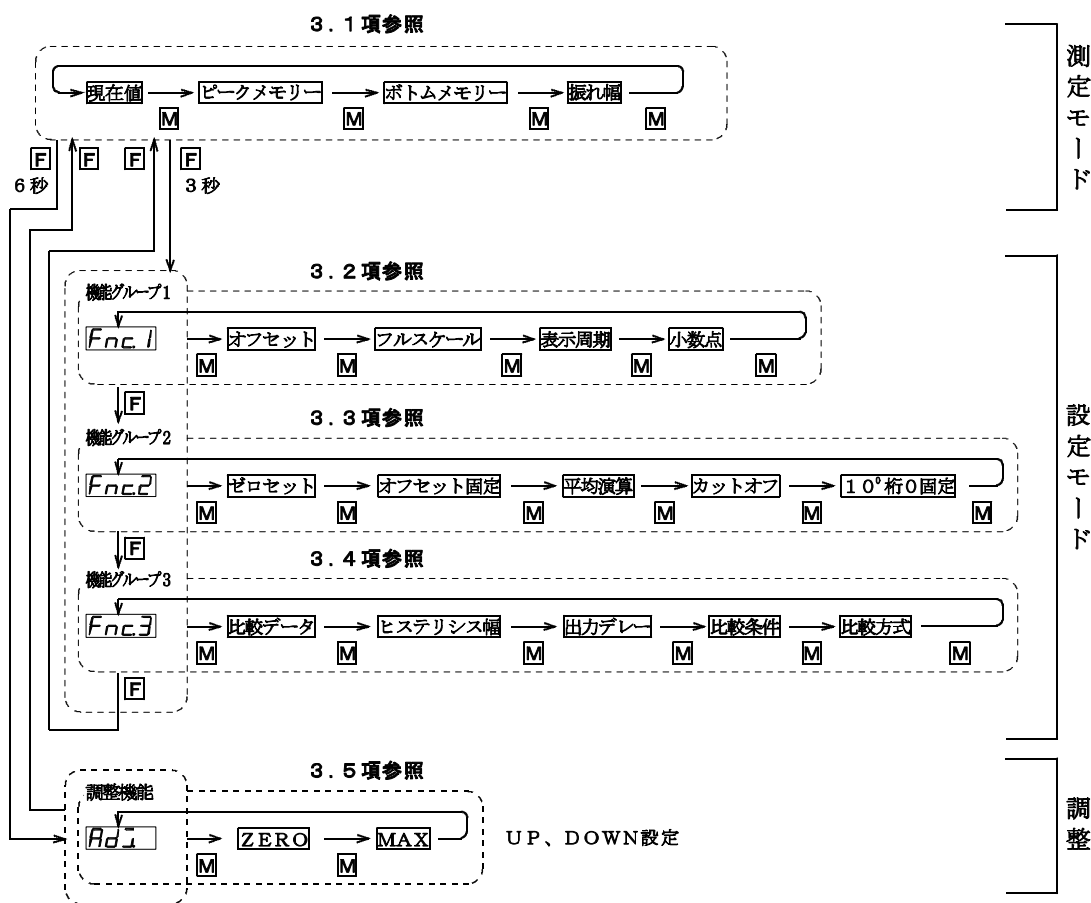 3．1項参照
現在値 ピークメモリー ボトムメモリー 振れ幅
M M M M
F F F F
6秒 3秒
測定モード
3．2項参照
機能グループ1
Fnc.1 オフセット フルスケール 表示周期 小数点
M M M M M
F
3．3項参照
機能グループ2
Fnc.2 ゼロセット オフセット固定 平均演算 カットオフ 10⁰桁0固定
M M M M M M
F
3．4項参照
機能グループ3
Fnc.3 比較データ ヒステリシス幅 出力デレー 比較条件 比較方式
M M M M M M
F
設定モード
3．5項参照
調整機能
Adj. ZERO MAX UP、DOWN設定
M M
調整